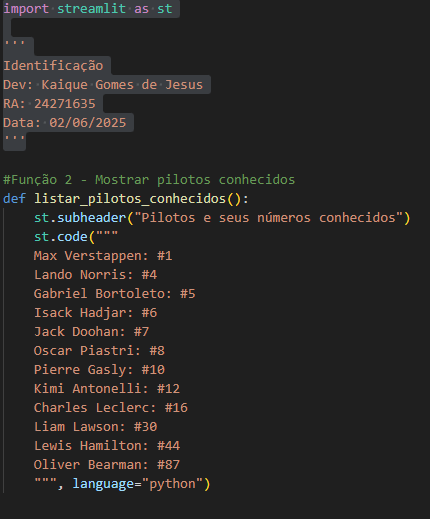 import streamlit as st
'''
Identificação
Dev: Kaique Gomes de Jesus
RA: 24271635
Data: 02/06/2025
'''
#Função 2 - Mostrar pilotos conhecidos
def listar_pilotos_conhecidos():
    st.subheader("Pilotos e seus números conhecidos")
    st.code("""
    Max Verstappen: #1
    Lando Norris: #4
    Gabriel Bortoleto: #5
    Isack Hadjar: #6
    Jack Doohan: #7
    Oscar Piastri: #8
    Pierre Gasly: #10
    Kimi Antonelli: #12
    Charles Leclerc: #16
    Liam Lawson: #30
    Lewis Hamilton: #44
    Oliver Bearman: #87
    """, language="python")